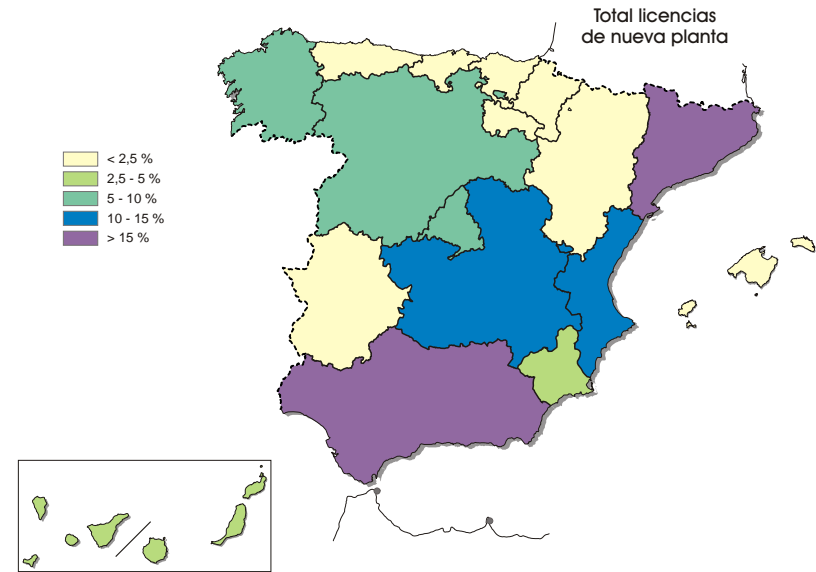 Total licencias
de nueva planta
< 2,5 %
2,5 - 5 %
5 - 10 %
10 - 15 %
> 15 %